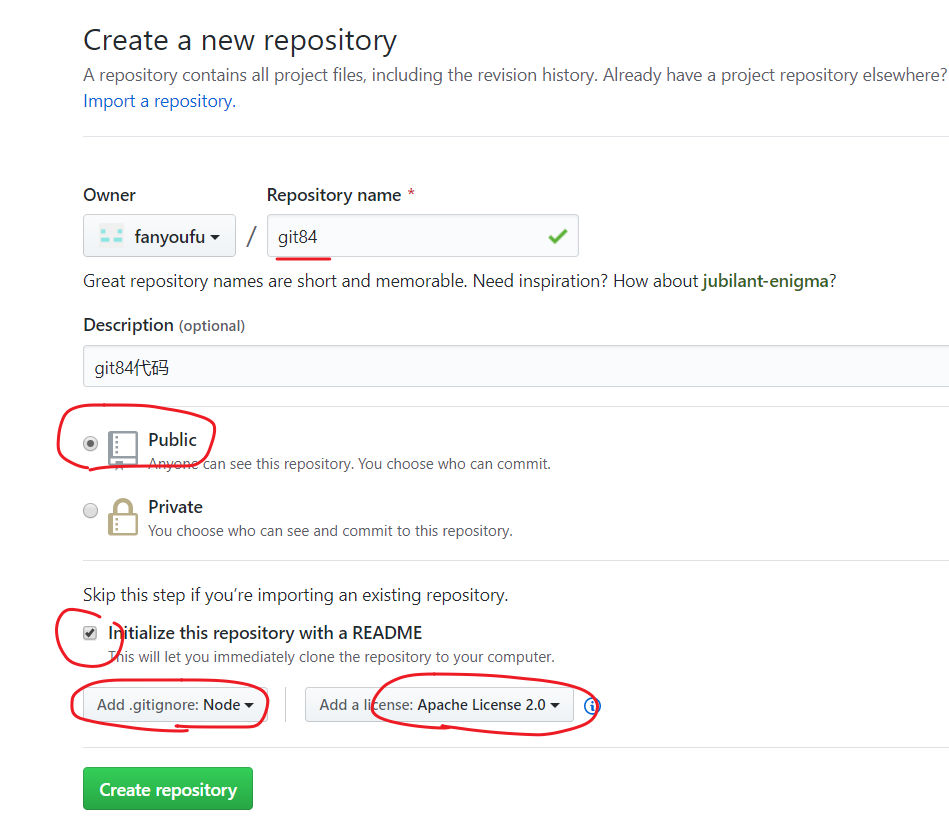 Create a new repository
A repository contains all project files, including the revision history. Already have a project repository elsewhere?
Import a repository.
Owner
Repository name *
fanyoufu / git84
Great repository names are short and memorable. Need inspiration? How about jubilant-enigma?
Description (optional)
git84代码
Public
Anyone can see this repository. You choose who can commit.
Private
You choose who can see and commit to this repository.
Skip this step if you’re importing an existing repository.
Initialize this repository with a README
This will let you immediately clone the repository to your computer.
Add .gitignore: Node
Add a license: Apache License 2.0
Create repository